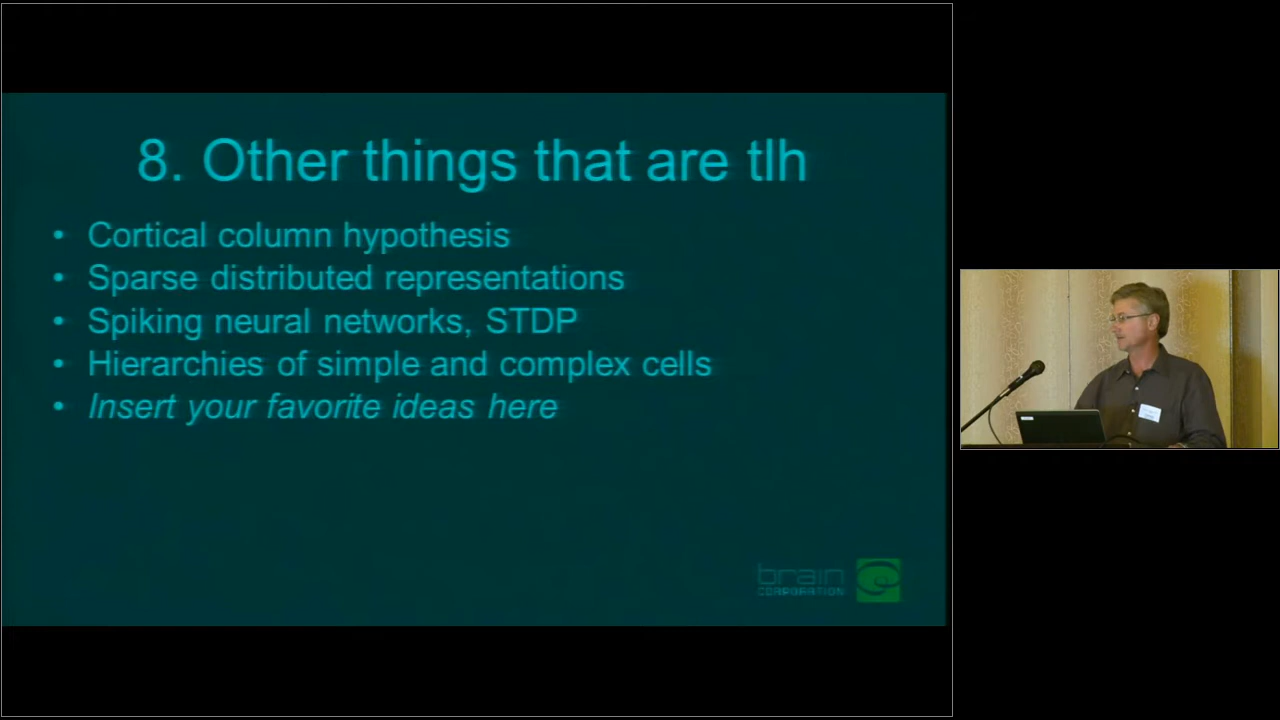 8. Other things that are tlh
• Cortical column hypothesis
• Sparse distributed representations
• Spiking neural networks, STDP
• Hierarchies of simple and complex cells
• Insert your favorite ideas here
brain
CORPORATION